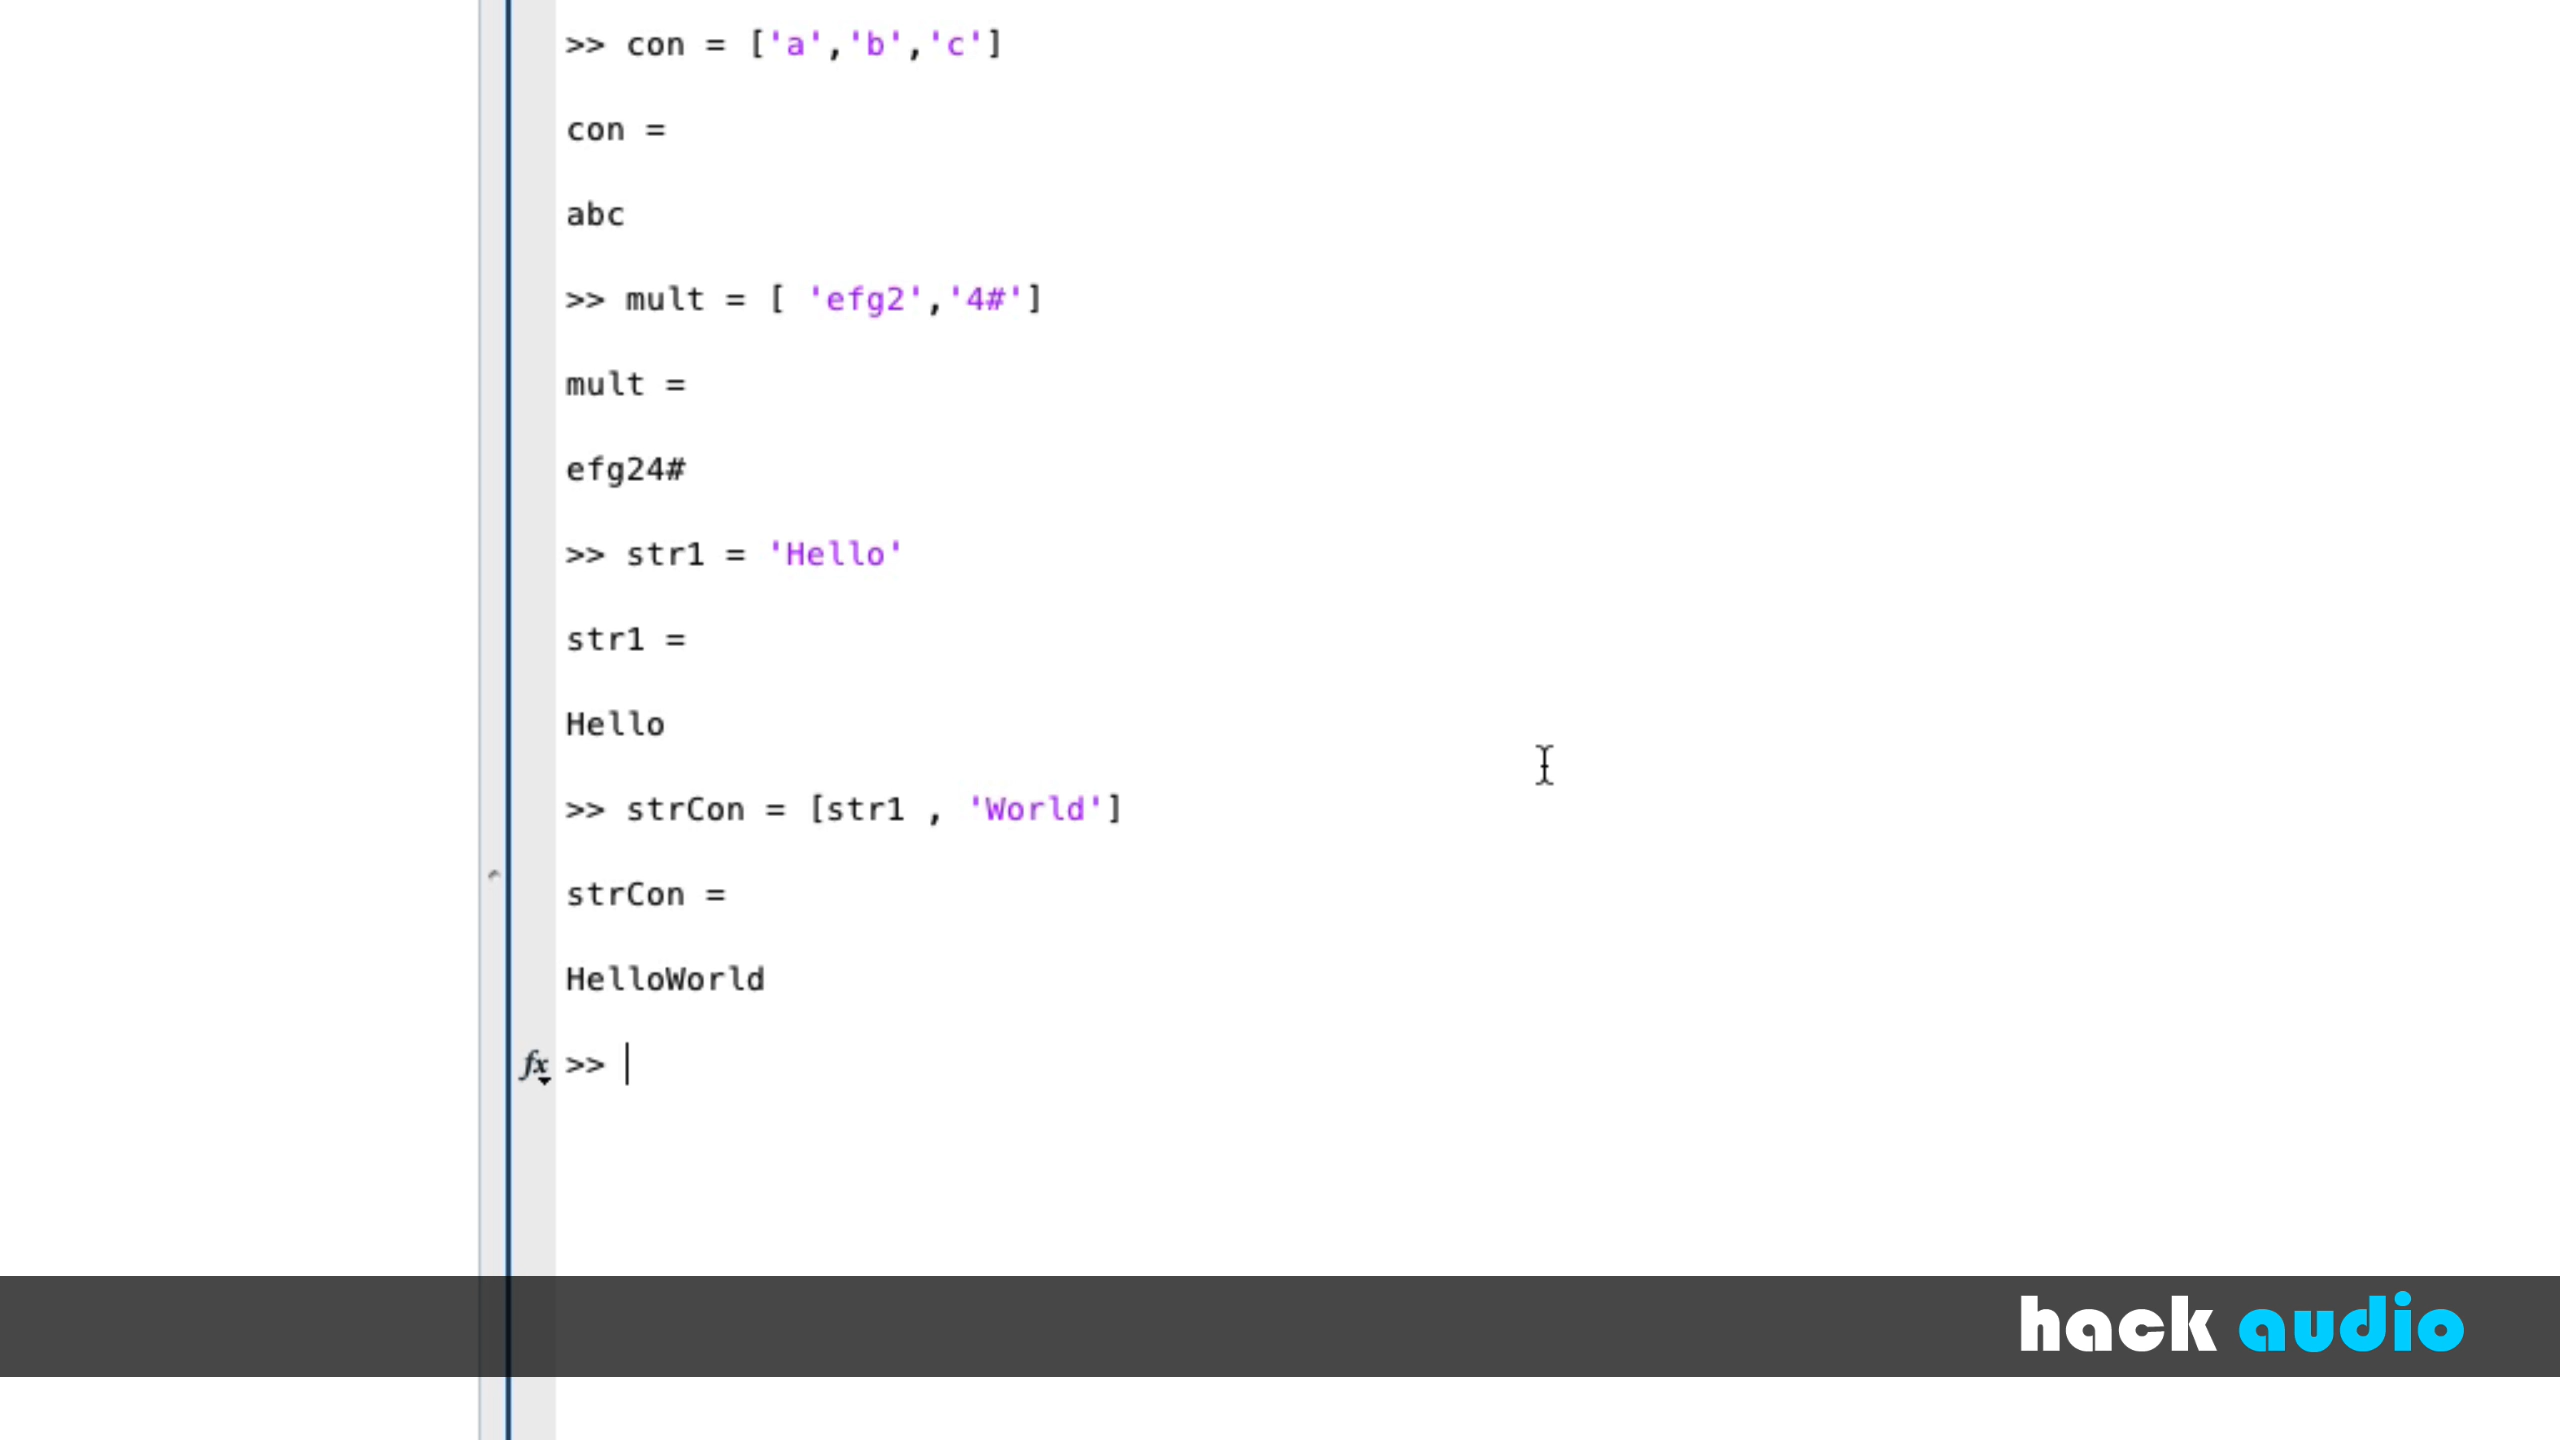 >> con = ['a','b','c']
con =
abc
>> mult = [ 'efg2','4#']
mult =
efg24#
>> str1 = 'Hello'
str1 =
Hello
>> strCon = [str1 , 'World']
strCon =
HelloWorld
fx >>
hack audio